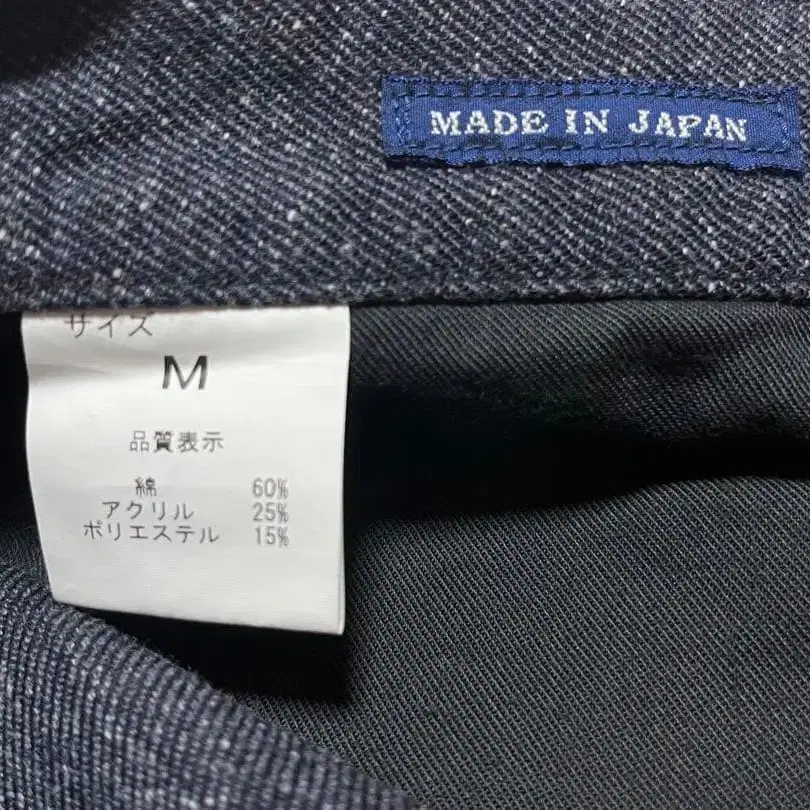 MADE IN JAPAN
サイズ
M
品質表示
綿 60%
アクリル 25%
ポリエステル 15%